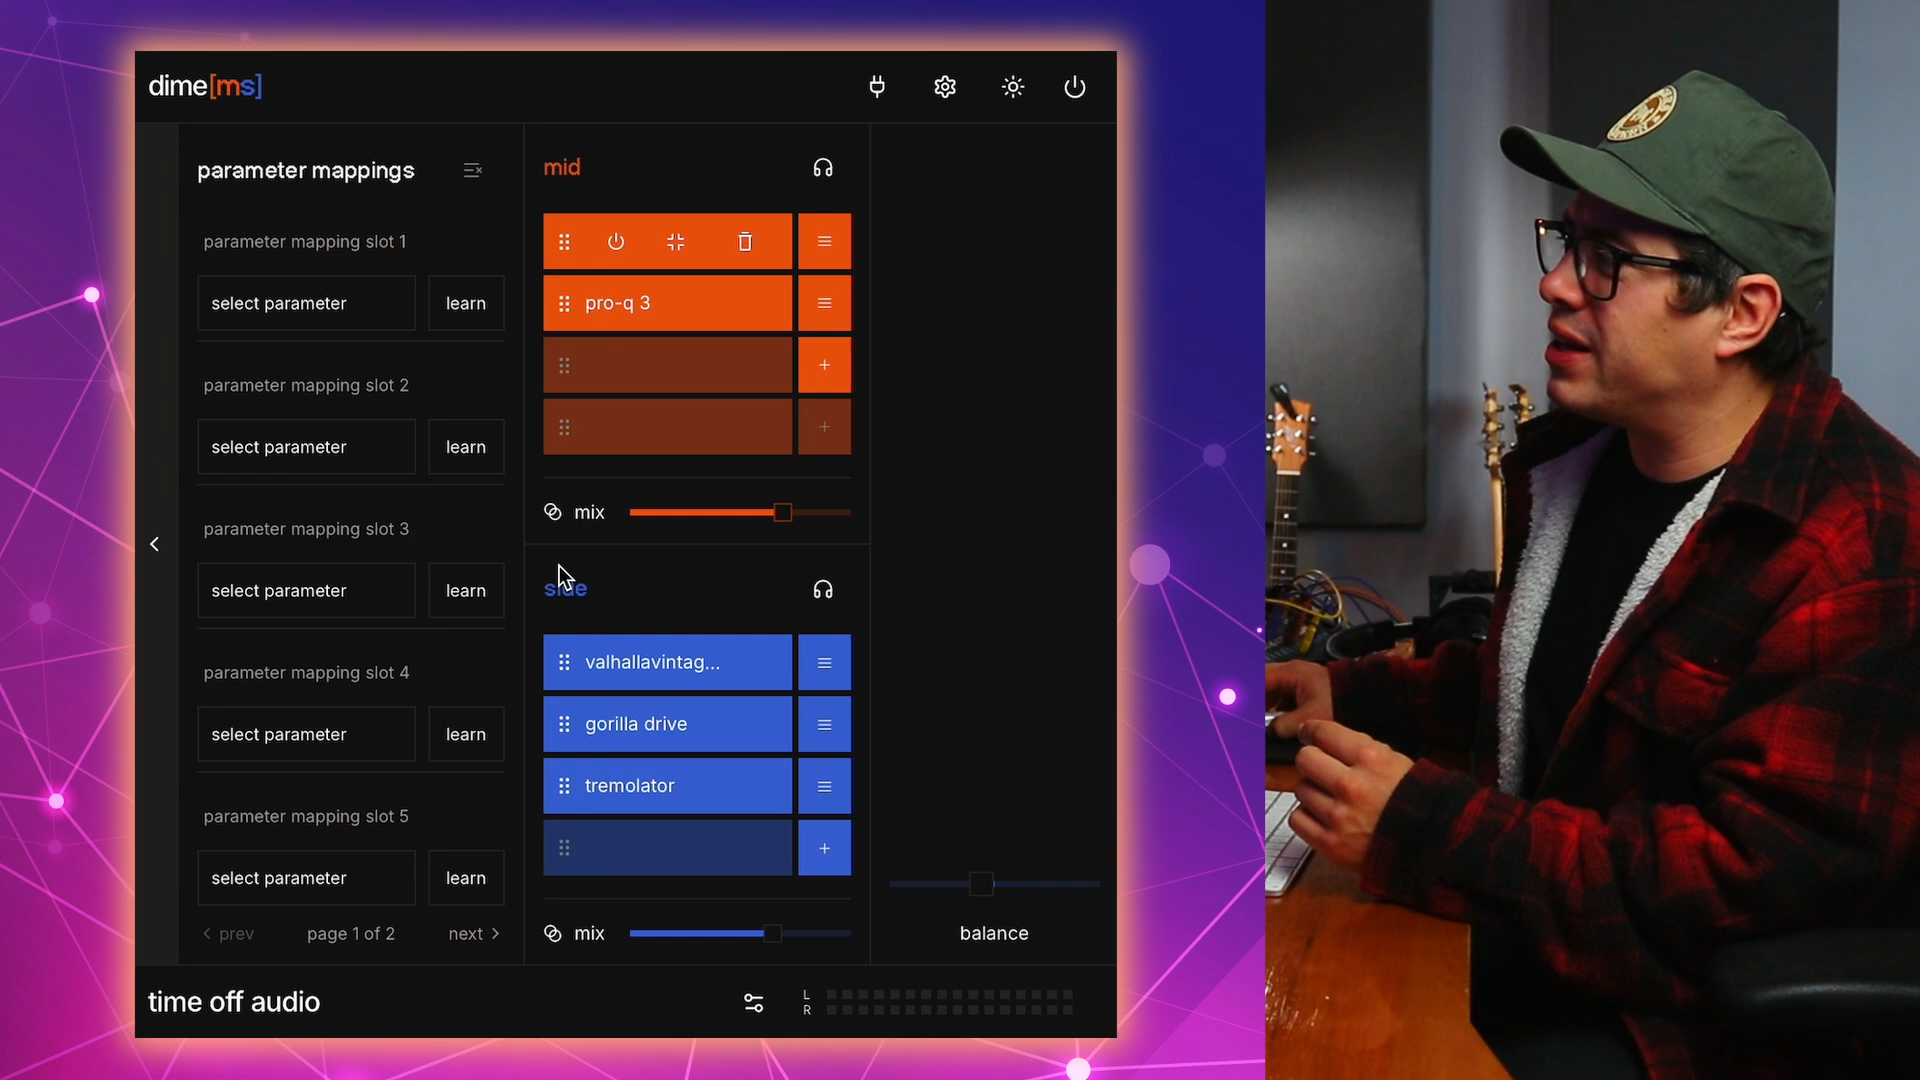 dime[ms]
parameter mappings
parameter mapping slot 1
select parameter
learn
parameter mapping slot 2
select parameter
learn
parameter mapping slot 3
select parameter
learn
parameter mapping slot 4
select parameter
learn
parameter mapping slot 5
select parameter
learn
prev
page 1 of 2
next
mid
pro-q 3
mix
side
valhallavintag...
gorilla drive
tremolator
mix
balance
time off audio
L
R